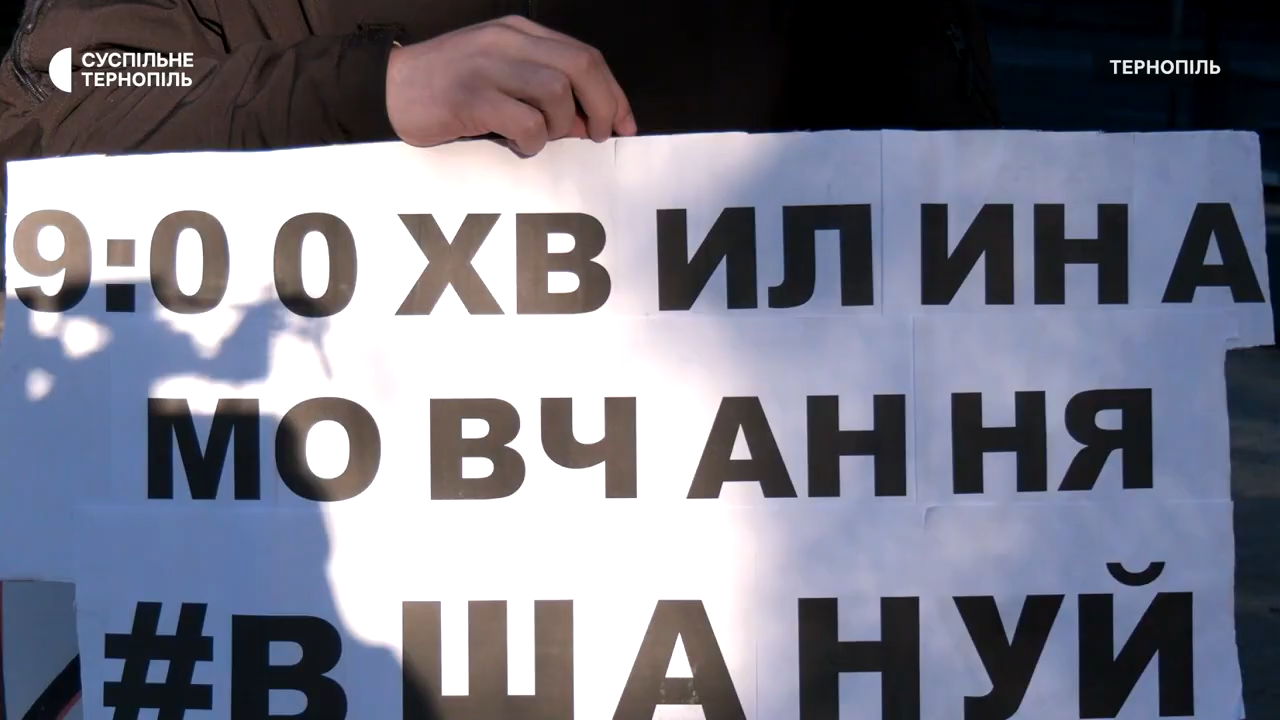 СУСПІЛЬНЕ
ТЕРНОПІЛЬ
ТЕРНОПІЛЬ
9:00 ХВИЛИНА
МОВЧАННЯ
#ВШАНУЙ